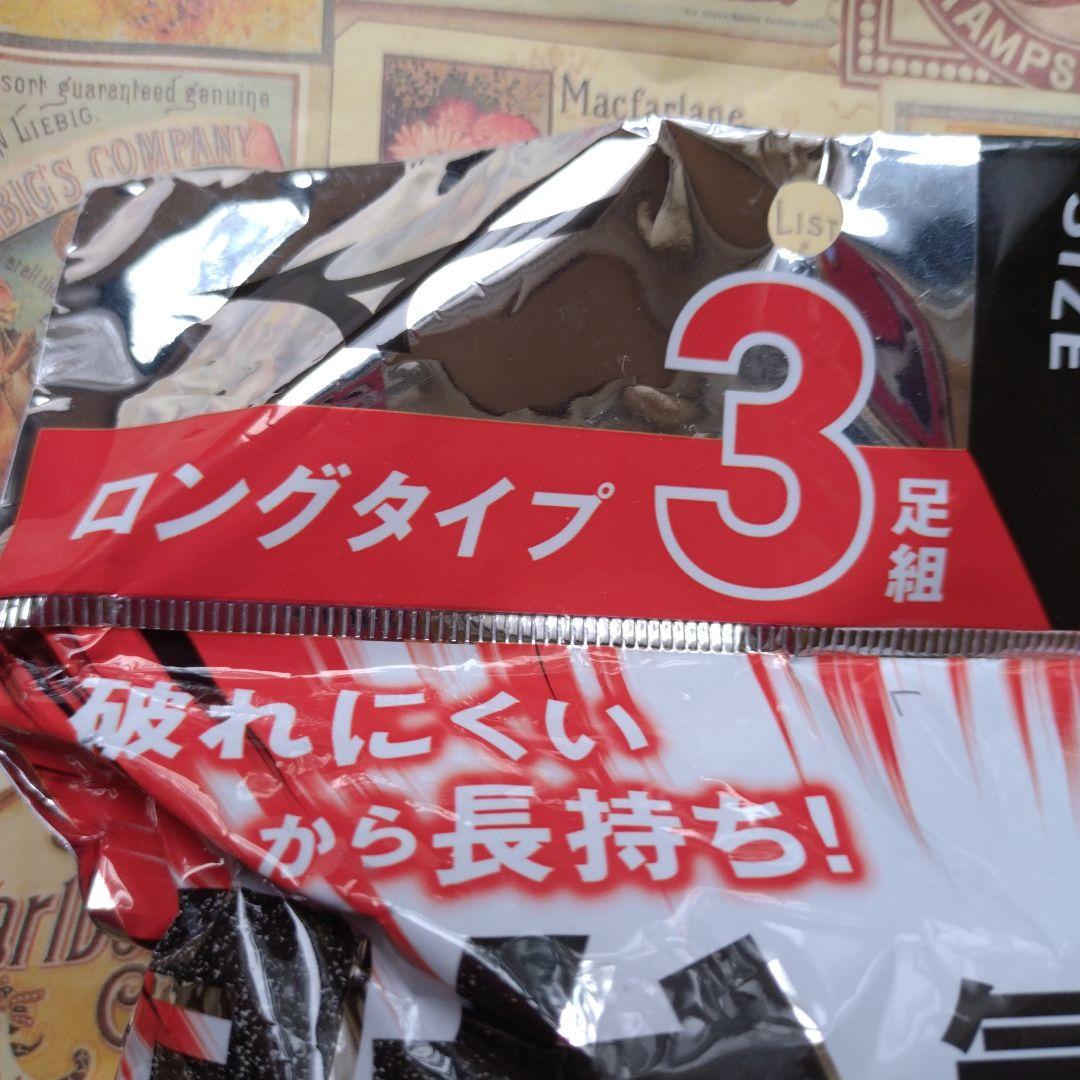 sort guaranteed genuine
LIEBIG.
BIG'S COMPANY
Macfarlane
STAMPS
LIST
SIZE
ロングタイプ
3足組
破れにくい
から長持ち!